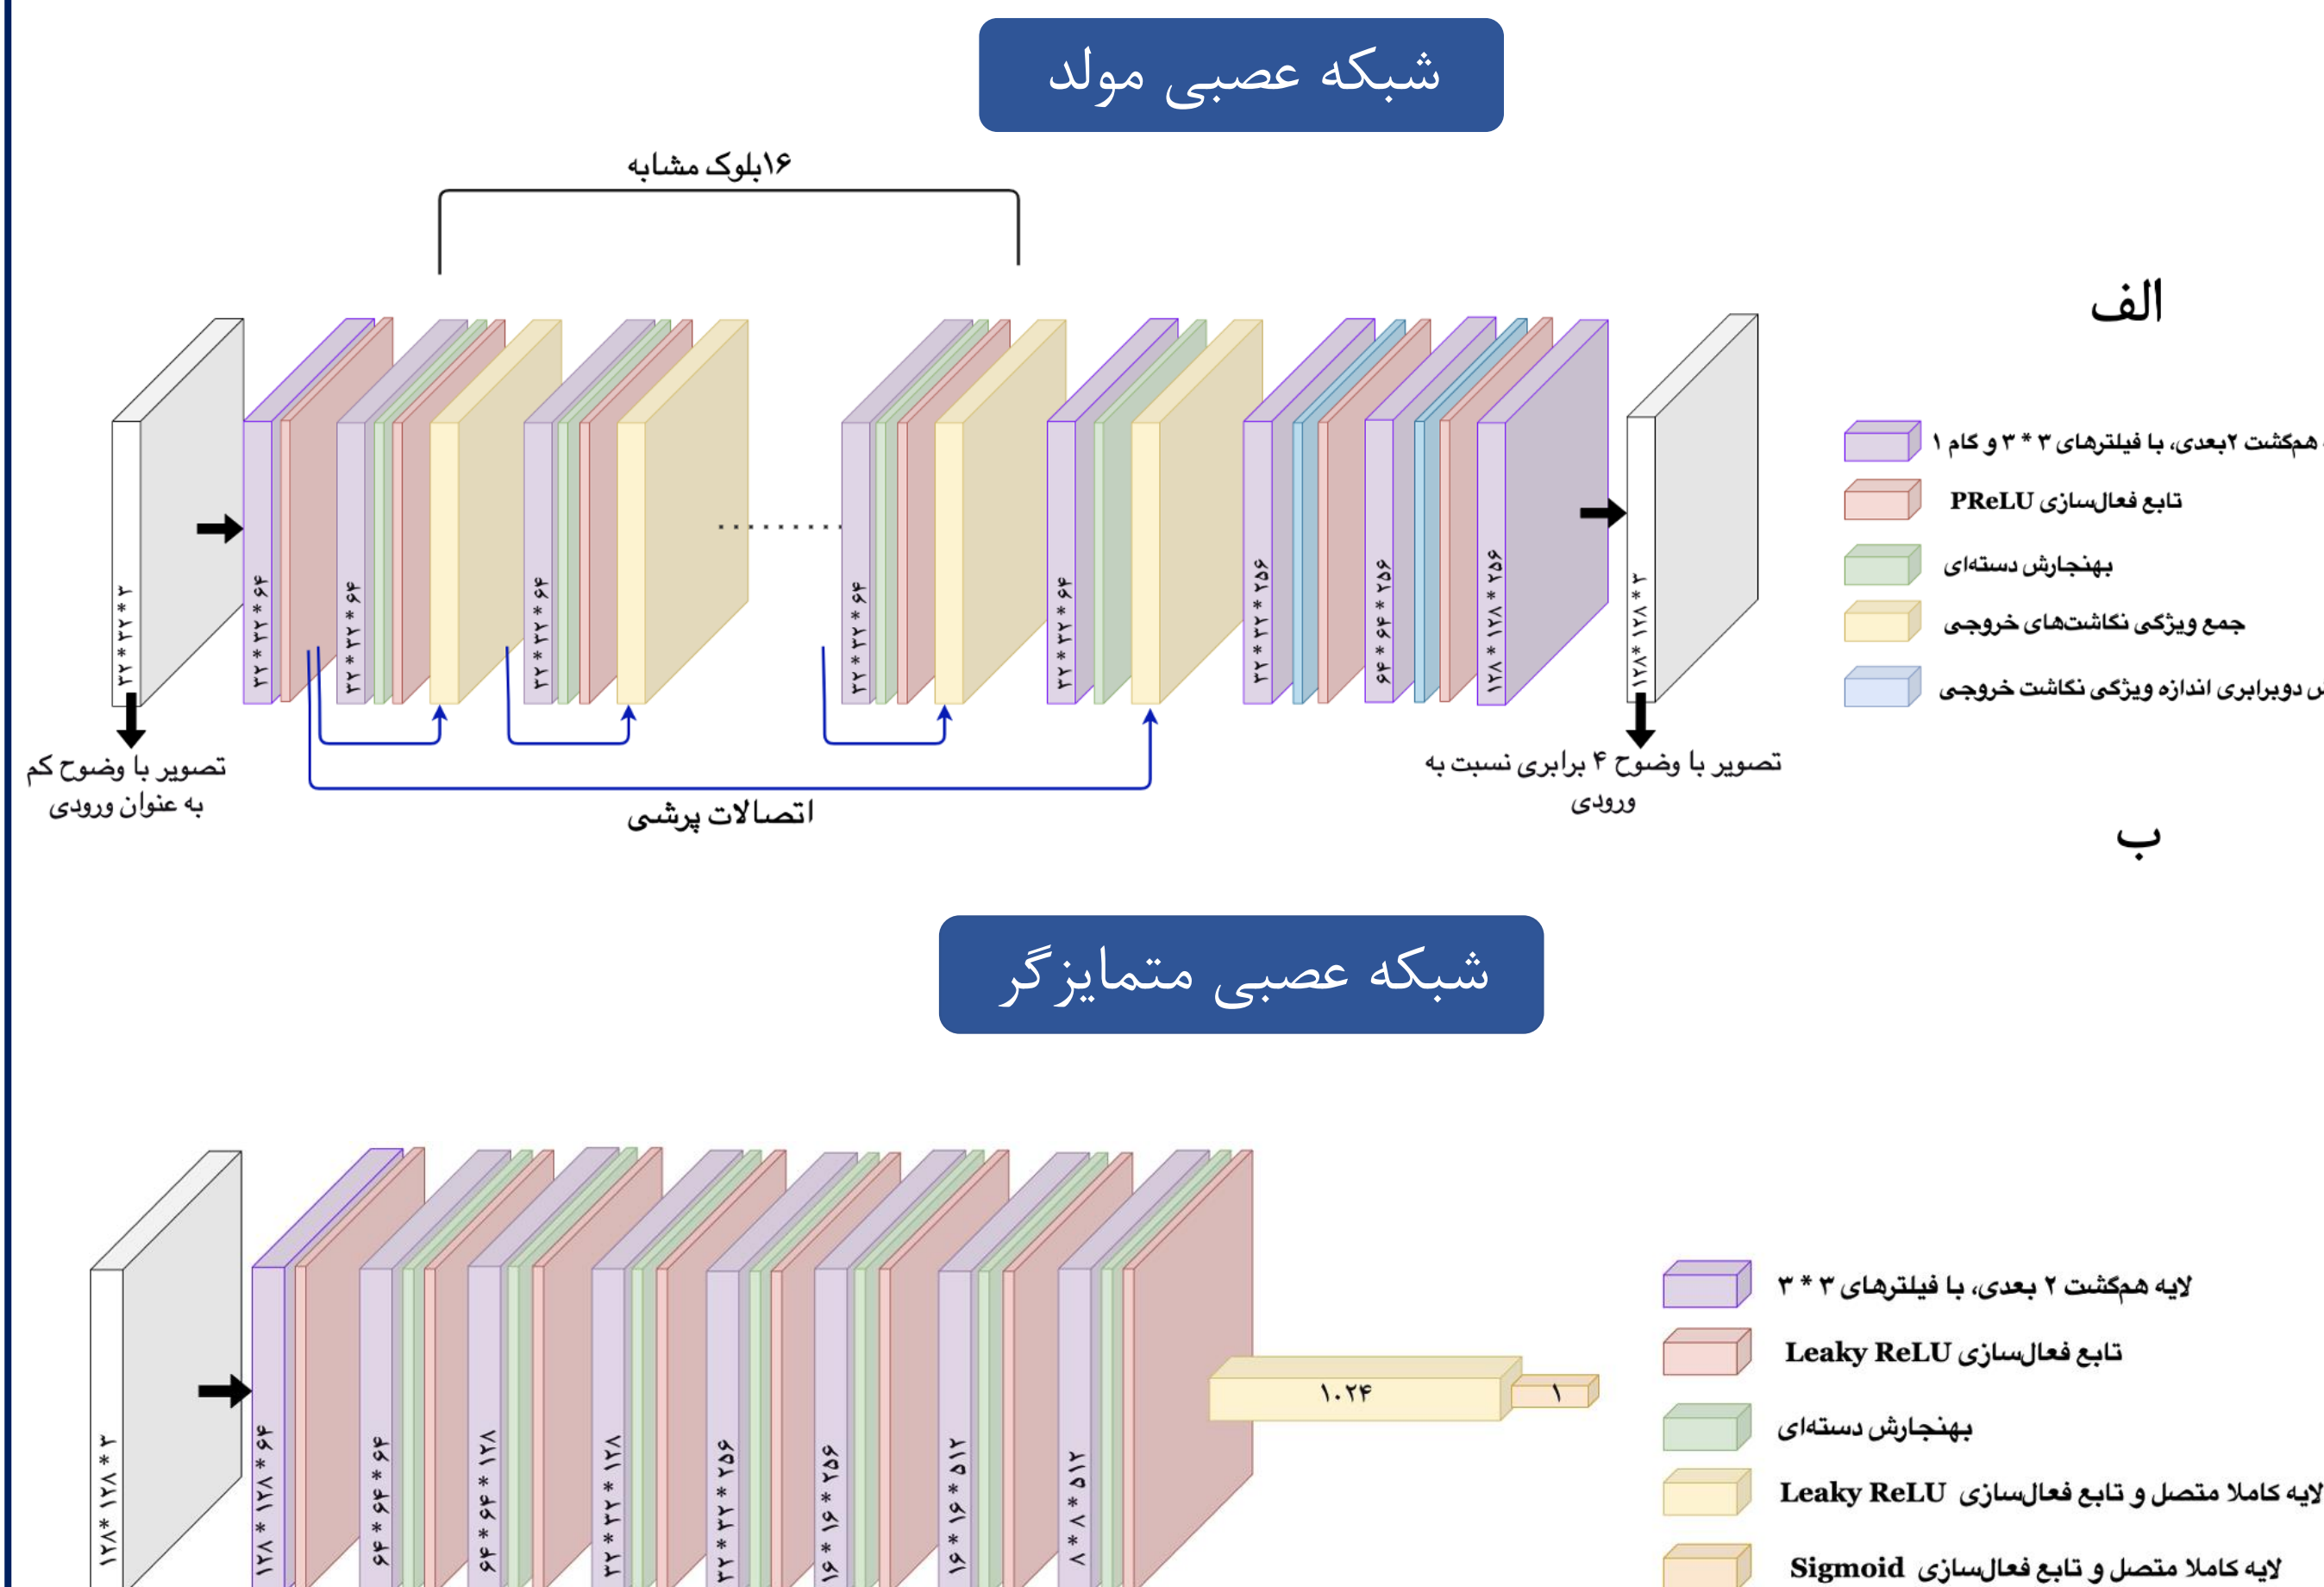 شبکه عصبی مولد
۱۶بلوک مشابه
الف
۳۲*۳۲*۳
۳۲*۳۲*۶۴
۳۲*۳۲*۶۴
۳۲*۳۲*۶۴
۳۲*۳۲*۶۴
۳۲*۳۲*۶۴
۳۲*۳۲*۲۵۶
۶۴*۶۴*۲۵۶
۱۲۸*۱۲۸*۲۵۶
۱۲۸*۱۲۸*۳
هم‌گشت ۲بعدی، با فیلترهای ۳ * ۳ و گام ۱
تابع فعال‌سازی PReLU
بهنجارش دسته‌ای
جمع ویژگی نگاشت‌های خروجی
دوبرابری اندازه ویژگی نگاشت خروجی
تصویر با وضوح کم
به عنوان ورودی
اتصالات پرشی
تصویر با وضوح ۴ برابری نسبت به
ورودی
ب
شبکه عصبی متمایزگر
۱۲۸*۱۲۸*۳
۱۲۸*۱۲۸*۶۴
۶۴*۶۴*۶۴
۶۴*۶۴*۱۲۸
۳۲*۳۲*۱۲۸
۳۲*۳۲*۲۵۶
۱۶*۱۶*۲۵۶
۱۶*۱۶*۵۱۲
۸*۸*۵۱۲
۱۰۲۴
۱
لایه هم‌گشت ۲ بعدی، با فیلترهای ۳ * ۳
تابع فعال‌سازی Leaky ReLU
بهنجارش دسته‌ای
لایه کاملا متصل و تابع فعال‌سازی Leaky ReLU
لایه کاملا متصل و تابع فعال‌سازی Sigmoid